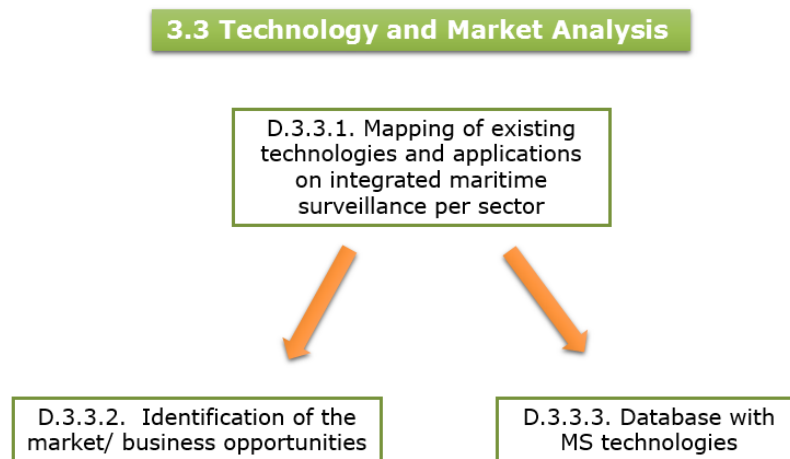 3.3 Technology and Market Analysis
D.3.3.1. Mapping of existing
technologies and applications
on integrated maritime
surveillance per sector
D.3.3.2.  Identification of the
market/ business opportunities
D.3.3.3. Database with
MS technologies